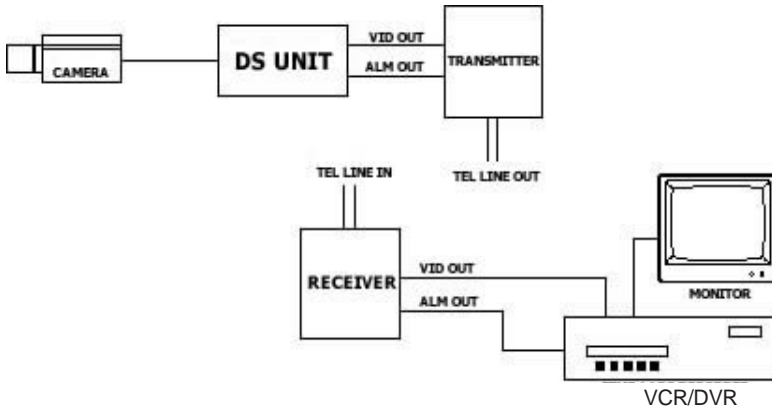 VID OUT
DS UNIT
TRANSMITTER
CAMERA
ALM OUT
TEL LINE IN
TEL LINE OUT
VID OUT
RECEIVER
ALM OUT
MONITOR
VCR/DVR